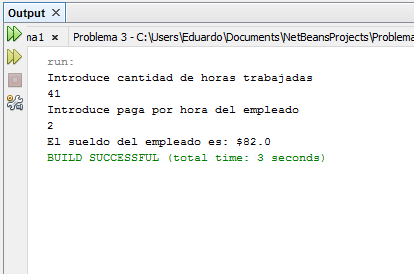 Output ×
ma1 × Problema 3 - C:\Users\Eduardo\Documents\NetBeansProjects\Problema
run:
Introduce cantidad de horas trabajadas
41
Introduce paga por hora del empleado
2
El sueldo del empleado es: $82.0
BUILD SUCCESSFUL (total time: 3 seconds)